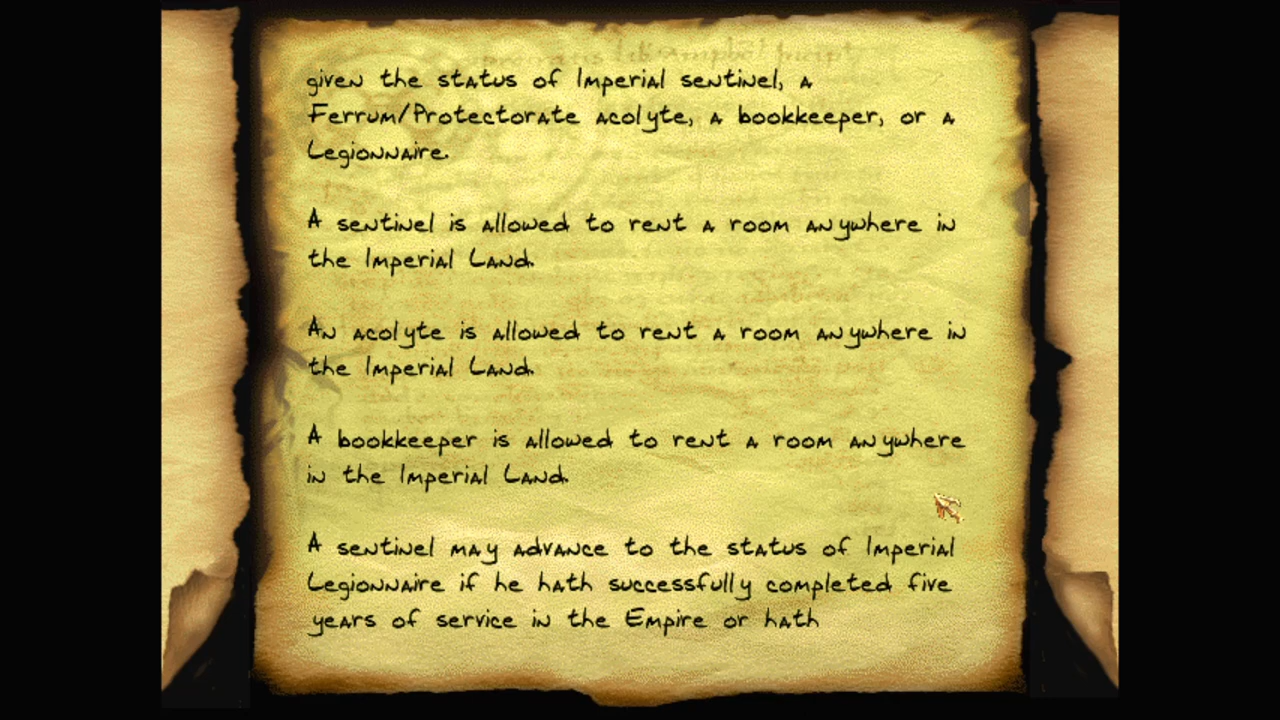 given the status of Imperial sentinel, a
Ferrum/Protectorate acolyte, a bookkeeper, or a
Legionnaire.
A sentinel is allowed to rent a room anywhere in
the Imperial Land.
An acolyte is allowed to rent a room anywhere in
the Imperial Land.
A bookkeeper is allowed to rent a room anywhere
in the Imperial Land.
A sentinel may advance to the status of Imperial
Legionnaire if he hath successfully completed five
years of service in the Empire or hath